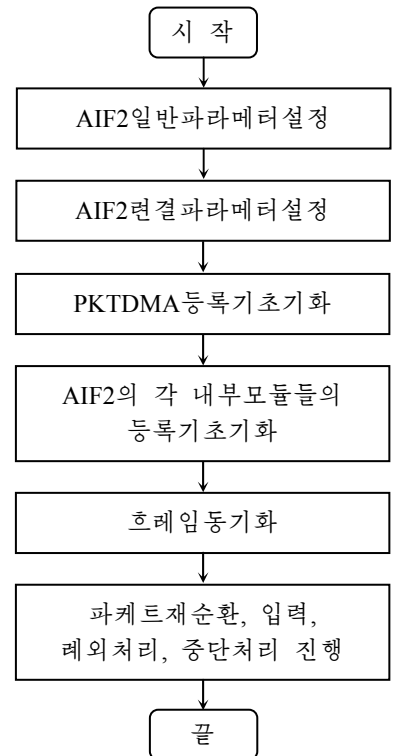 시 작
AIF2일반파라메터설정
AIF2련결파라메터설정
PKTDMA등록기초기화
AIF2의 각 내부모듈들의
등록기초기화
흐레임동기화
파케트재순환, 입력,
례외처리, 중단처리 진행
끝